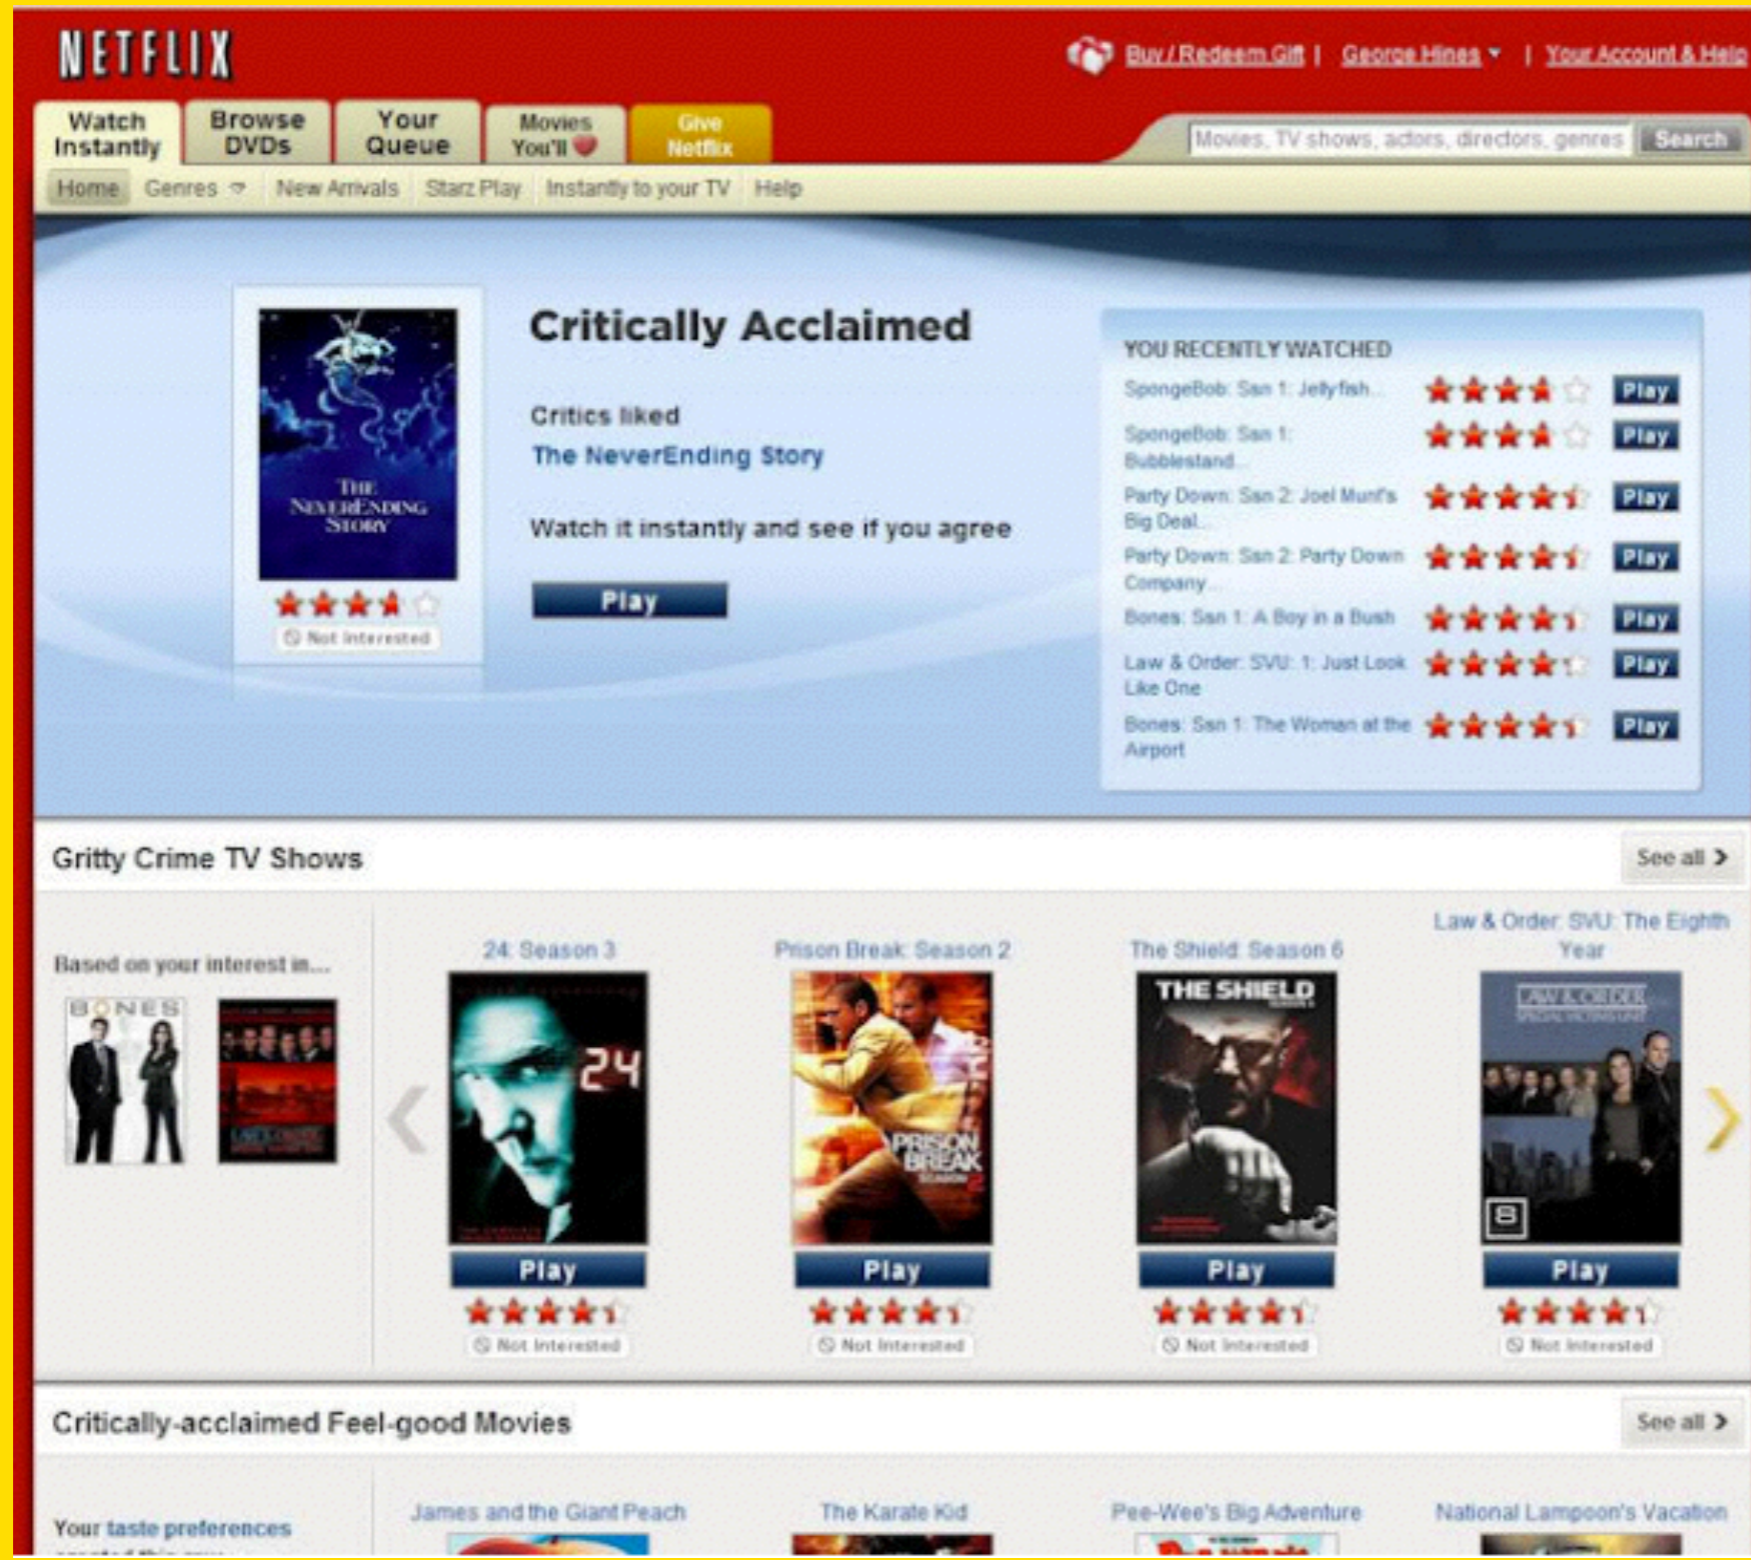 NETFLIX
Buy / Redeem Gift | George Hines | Your Account & Help
Watch
Instantly
Browse
DVDs
Your
Queue
Movies
You'll
Give
Netflix
Movies, TV shows, actors, directors, genres
Search
Home Genres New Arrivals Starz Play Instantly to your TV Help
THE
NEVERENDING
STORY
Not Interested
Critically Acclaimed
Critics liked
The NeverEnding Story
Watch it instantly and see if you agree
Play
YOU RECENTLY WATCHED
SpongeBob: Ssn 1: Jellyfish...
Play
SpongeBob: Ssn 1:
Bubblestand...
Play
Party Down: Ssn 2: Joel Munt's
Big Deal...
Play
Party Down: Ssn 2: Party Down
Company...
Play
Bones: Ssn 1: A Boy in a Bush
Play
Law & Order: SVU: 1: Just Look
Like One
Play
Bones: Ssn 1: The Woman at the
Airport
Play
Gritty Crime TV Shows
See all
Based on your interest in...
BONES
24: Season 3
24
Play
Not Interested
Prison Break: Season 2
PRISON
BREAK
SEASON 2
Play
Not Interested
The Shield: Season 6
THE SHIELD
Play
Not Interested
Law & Order: SVU: The Eighth
Year
LAW & ORDER
SPECIAL VICTIMS UNIT
8
Play
Not Interested
Critically-acclaimed Feel-good Movies
See all
Your taste preferences
James and the Giant Peach
The Karate Kid
Pee-Wee's Big Adventure
National Lampoon's Vacation